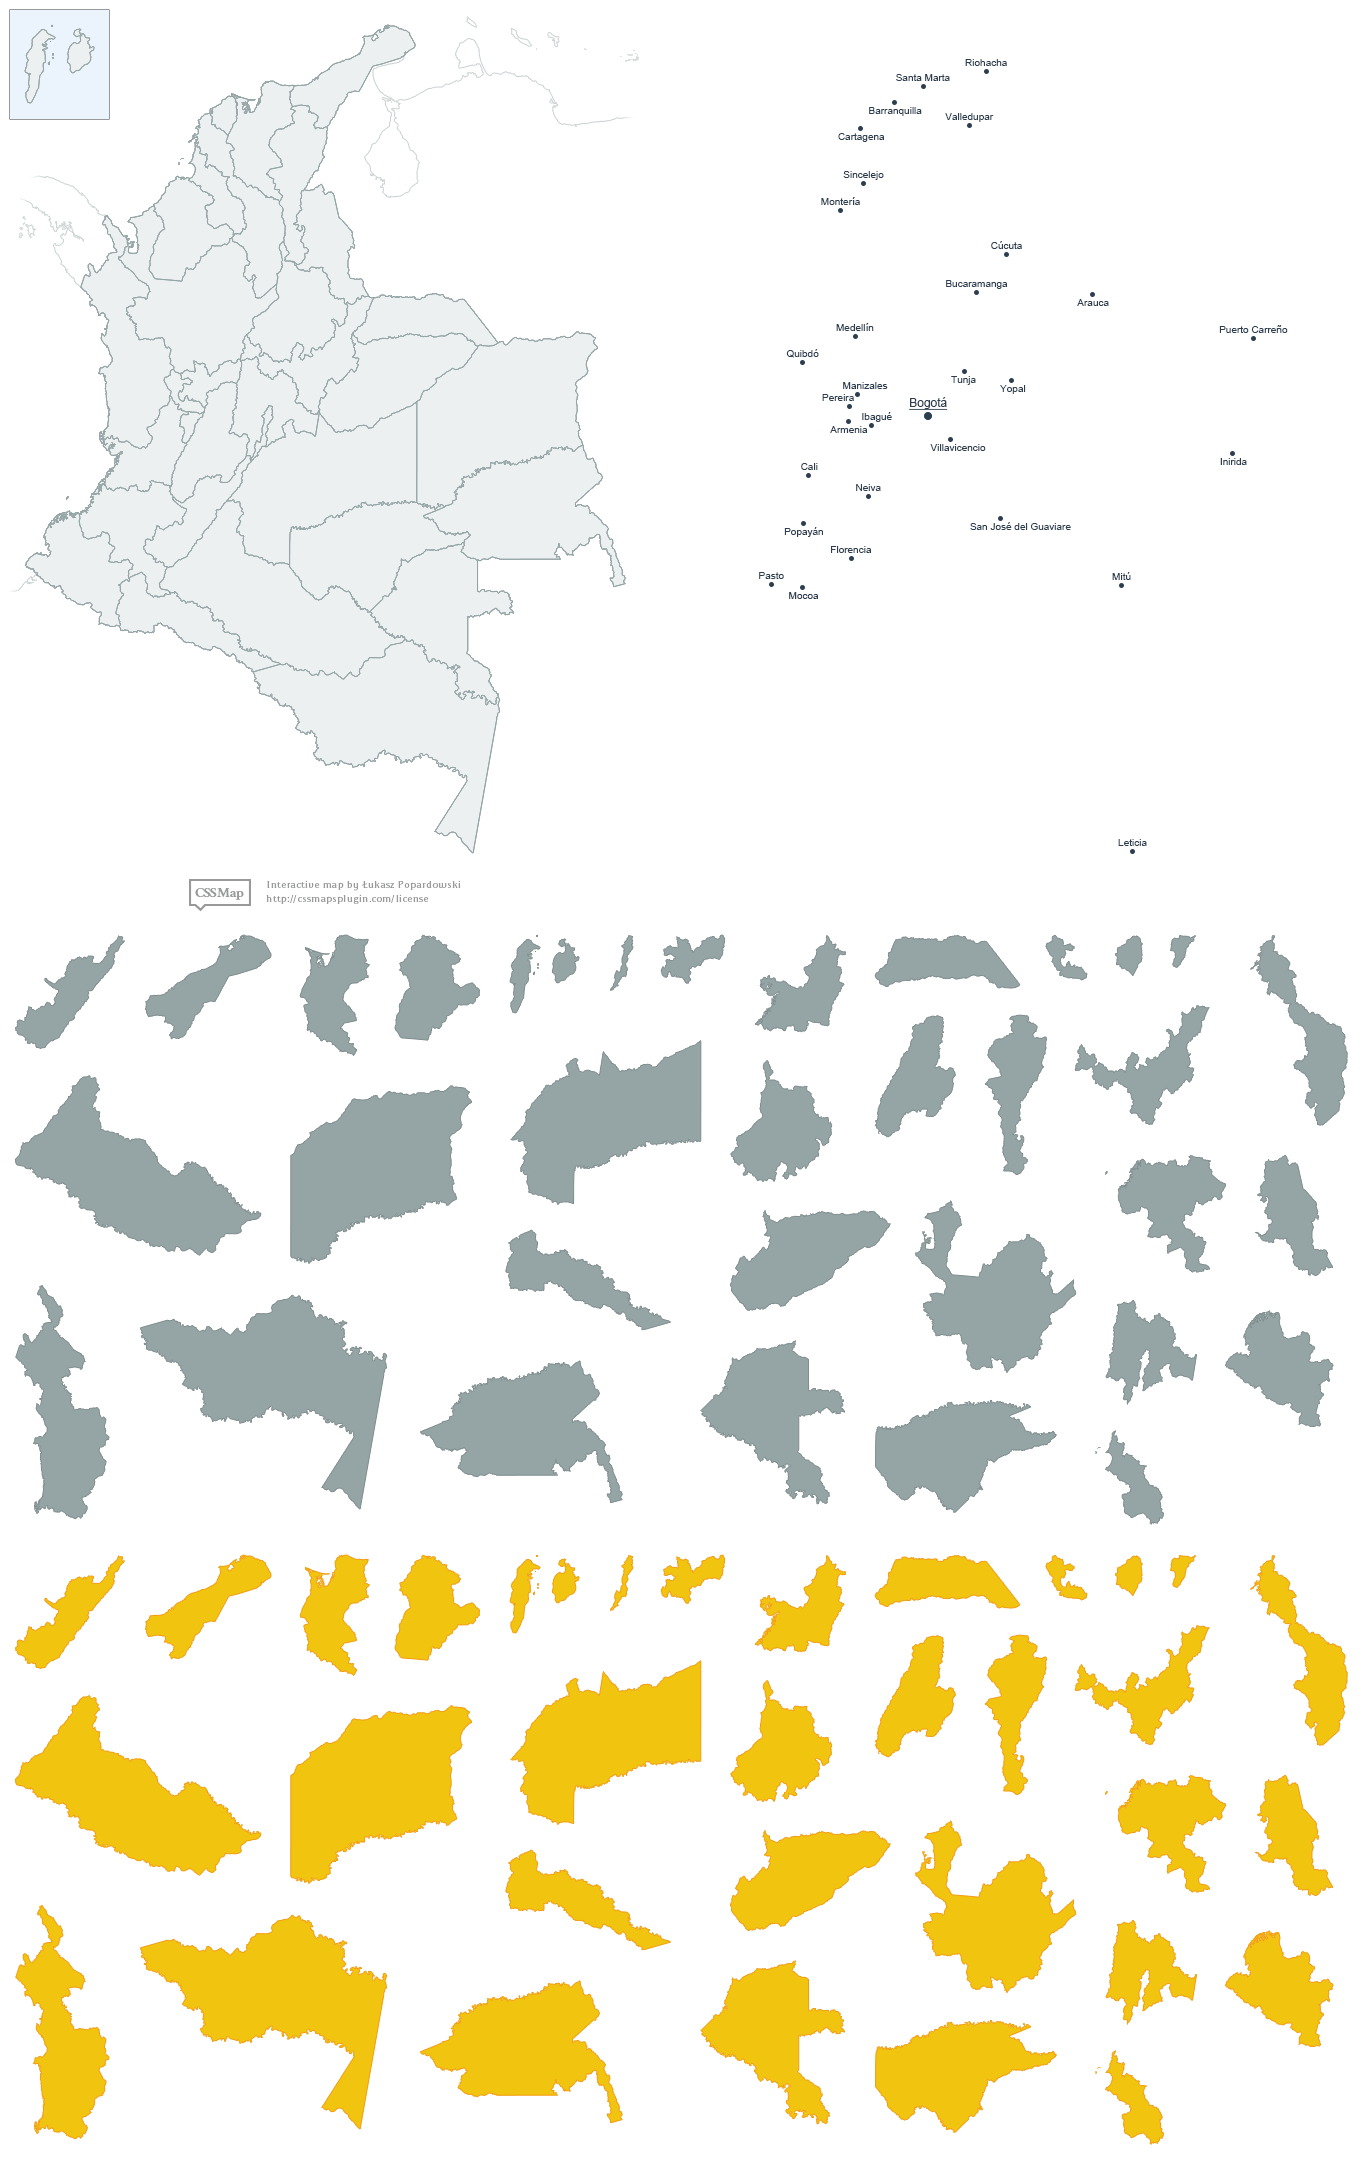 Riohacha
Santa Marta
Barranquilla
Valledupar
Cartagena
Sincelejo
Montería
Cúcuta
Bucaramanga
Arauca
Puerto Carreño
Medellín
Quibdó
Tunja
Yopal
Manizales
Pereira
Bogotá
Ibagué
Armenia
Villavicencio
Inirida
Cali
Neiva
San José del Guaviare
Popayán
Florencia
Pasto
Mocoa
Mitú
Leticia
CSSMap
Interactive map by Łukasz Popardowski
http://cssmapsplugin.com/license